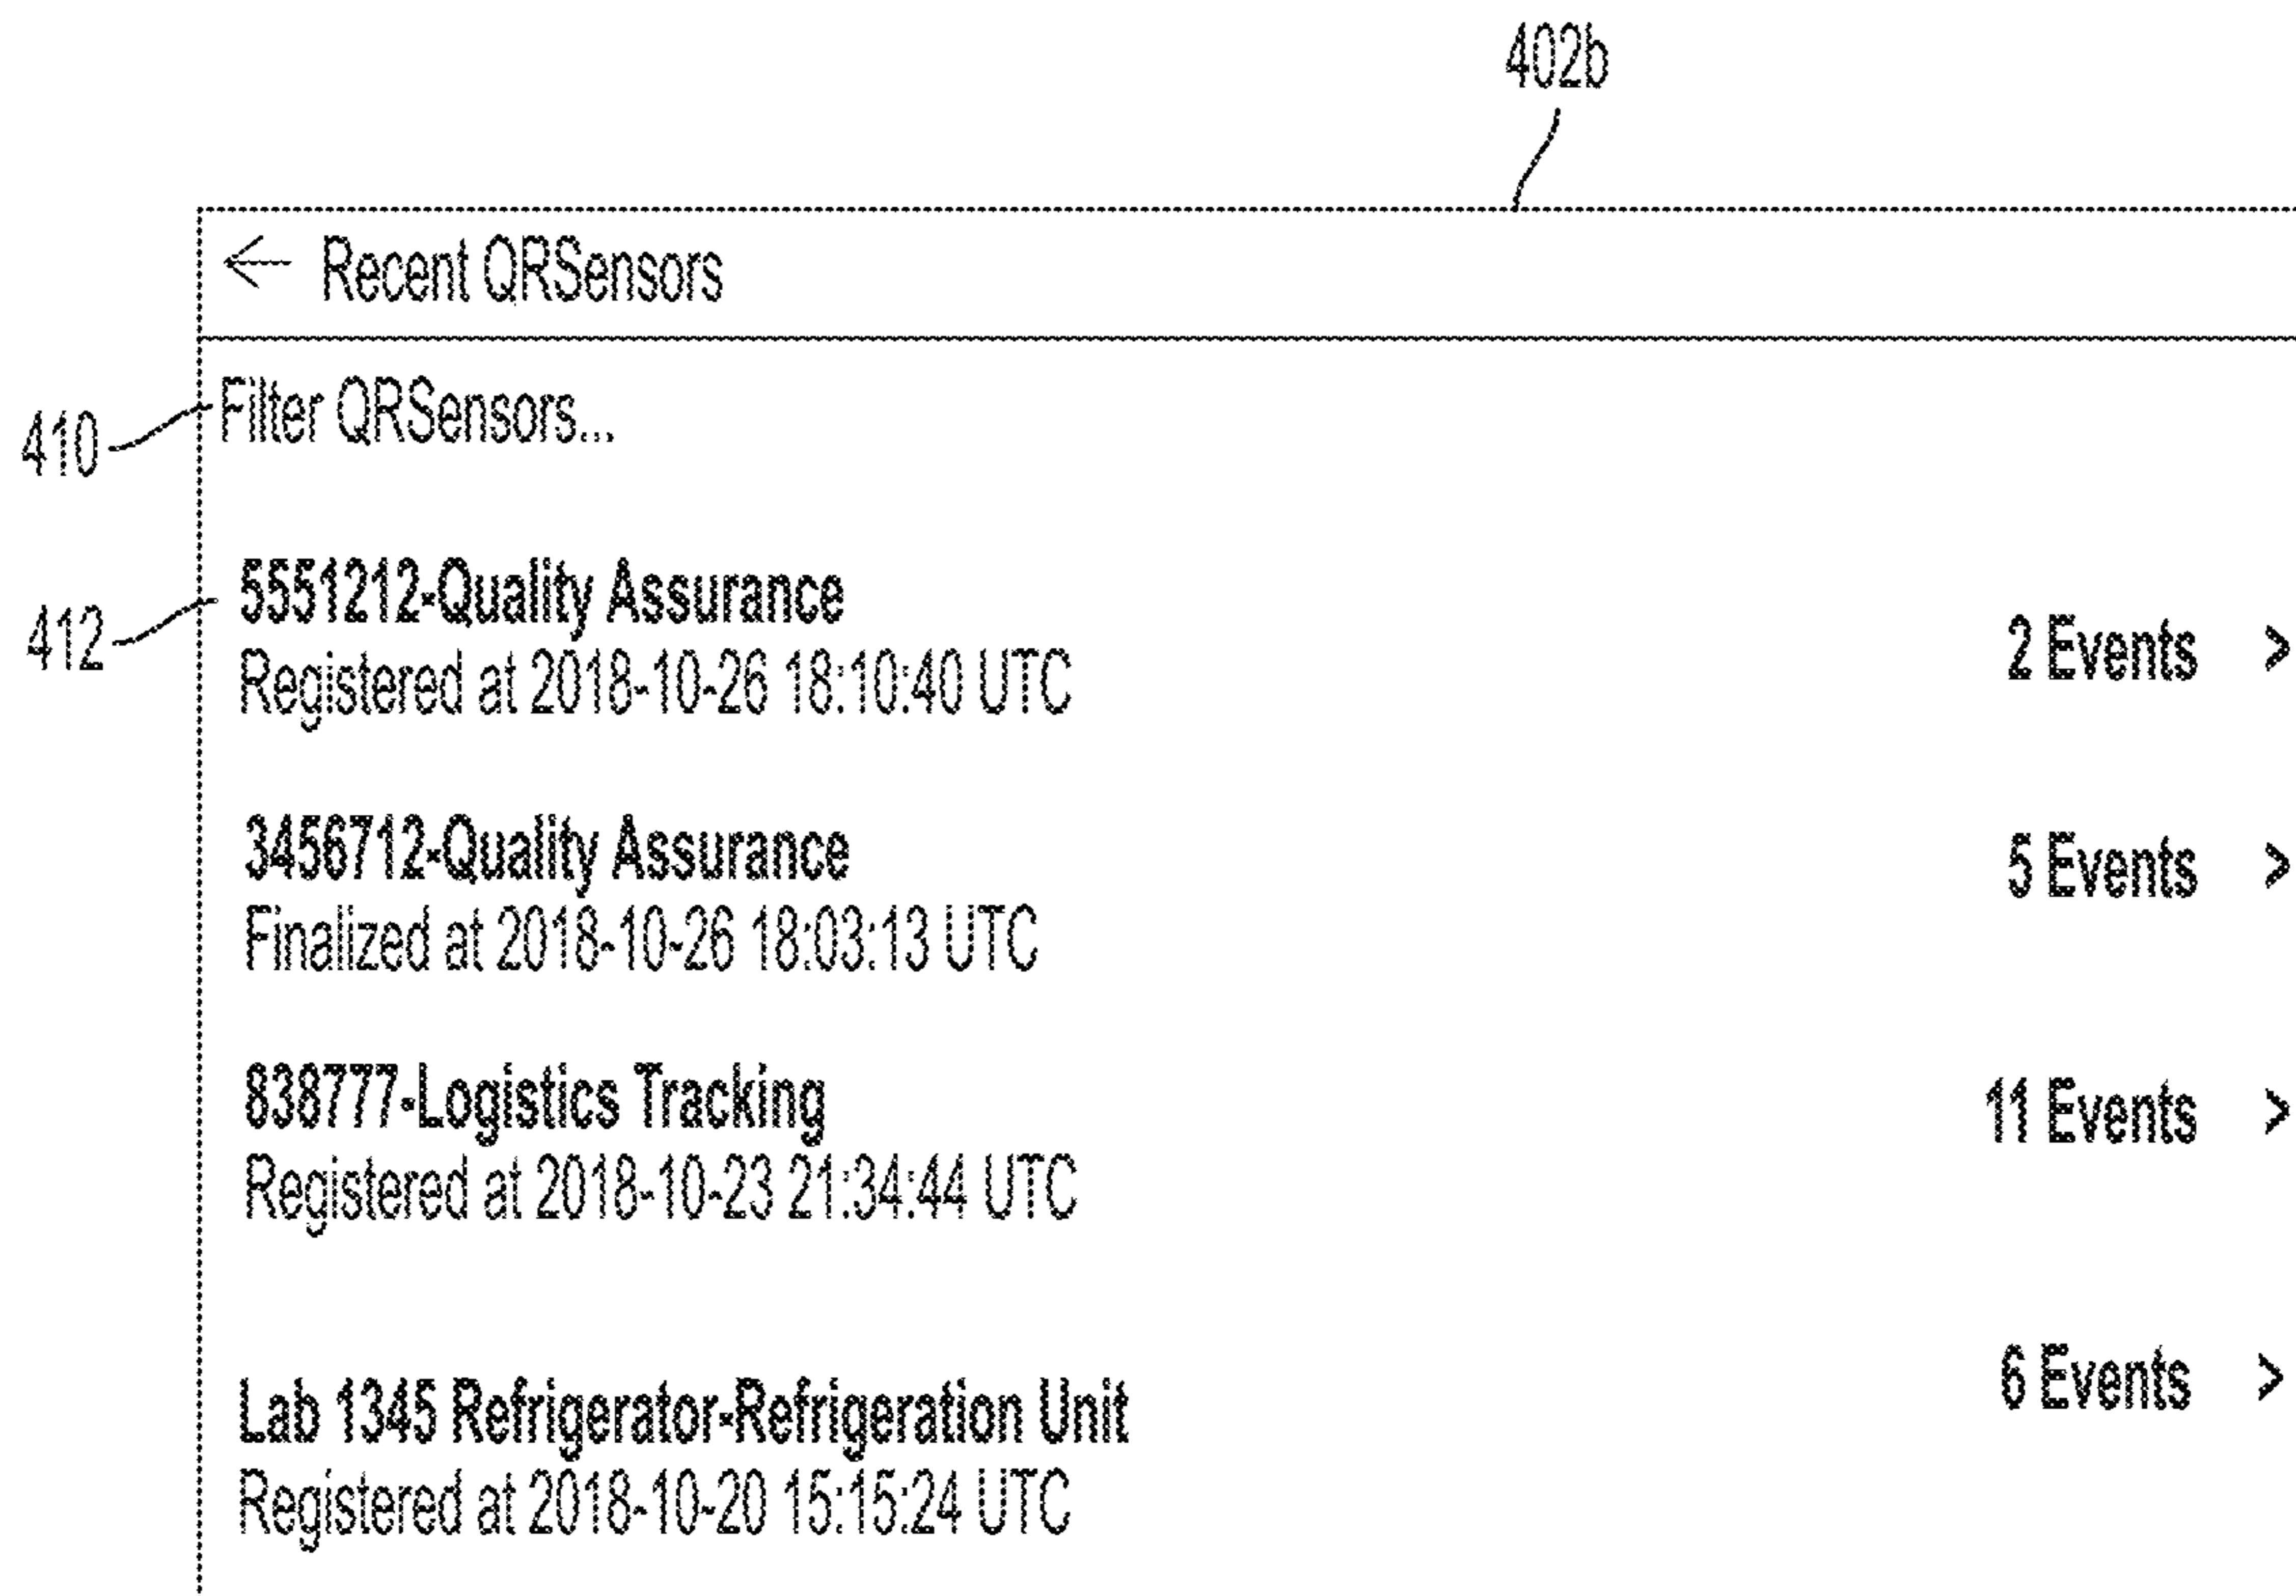 402b
← Recent QRSensors
410 Filter QRSensors...
412 5551212-Quality Assurance
Registered at 2018-10-26 18:10:40 UTC
2 Events >
3456712-Quality Assurance
Finalized at 2018-10-26 18:03:13 UTC
5 Events >
838777-Logistics Tracking
Registered at 2018-10-23 21:34:44 UTC
11 Events >
Lab 1345 Refrigerator-Refrigeration Unit
Registered at 2018-10-20 15:15:24 UTC
6 Events >